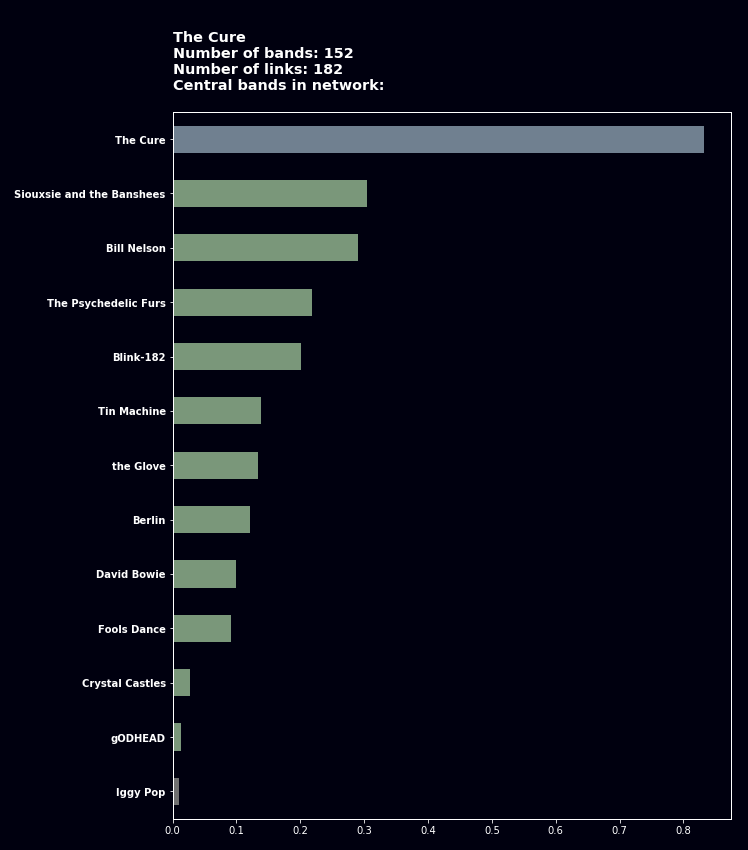 The Cure
Number of bands: 152
Number of links: 182
Central bands in network:
The Cure
Siouxsie and the Banshees
Bill Nelson
The Psychedelic Furs
Blink-182
Tin Machine
the Glove
Berlin
David Bowie
Fools Dance
Crystal Castles
gODHEAD
Iggy Pop
0.0 0.1 0.2 0.3 0.4 0.5 0.6 0.7 0.8